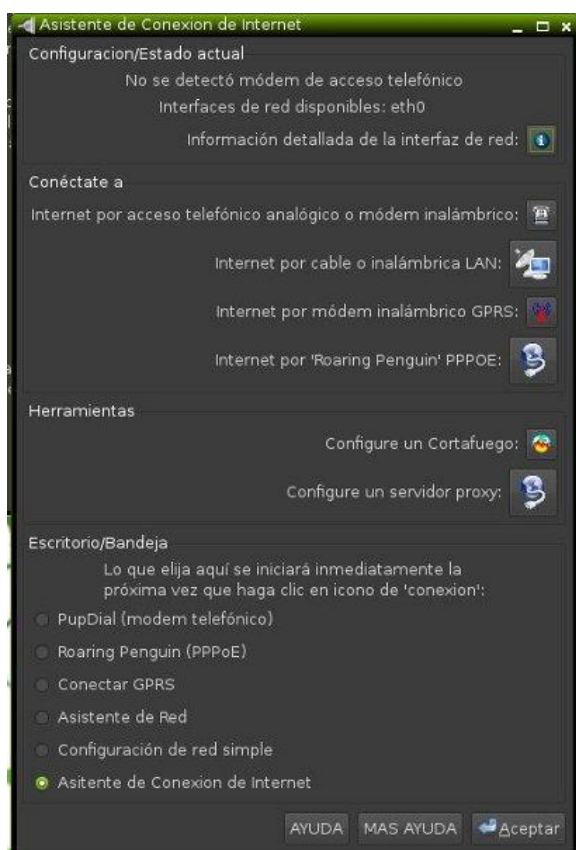 Asistente de Conexion de Internet
Configuracion/Estado actual
No se detectó módem de acceso telefónico
Interfaces de red disponibles: eth0
Información detallada de la interfaz de red:
Conéctate a
Internet por acceso telefónico analógico o módem inalámbrico:
Internet por cable o inalámbrica LAN:
Internet por módem inalámbrico GPRS:
Internet por 'Roaring Penguin' PPPOE:
Herramientas
Configure un Cortafuego:
Configure un servidor proxy:
Escritorio/Bandeja
Lo que elija aquí se iniciará inmediatamente la
próxima vez que haga clic en icono de 'conexion':
PupDial (modem telefónico)
Roaring Penguin (PPPoE)
Conectar GPRS
Asistente de Red
Configuración de red simple
Asitente de Conexion de Internet
AYUDA MAS AYUDA Aceptar